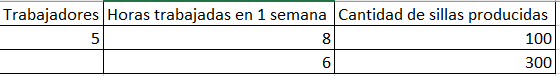 Trabajadores Horas trabajadas en 1 semana Cantidad de sillas producidas
5 8 100
6 300